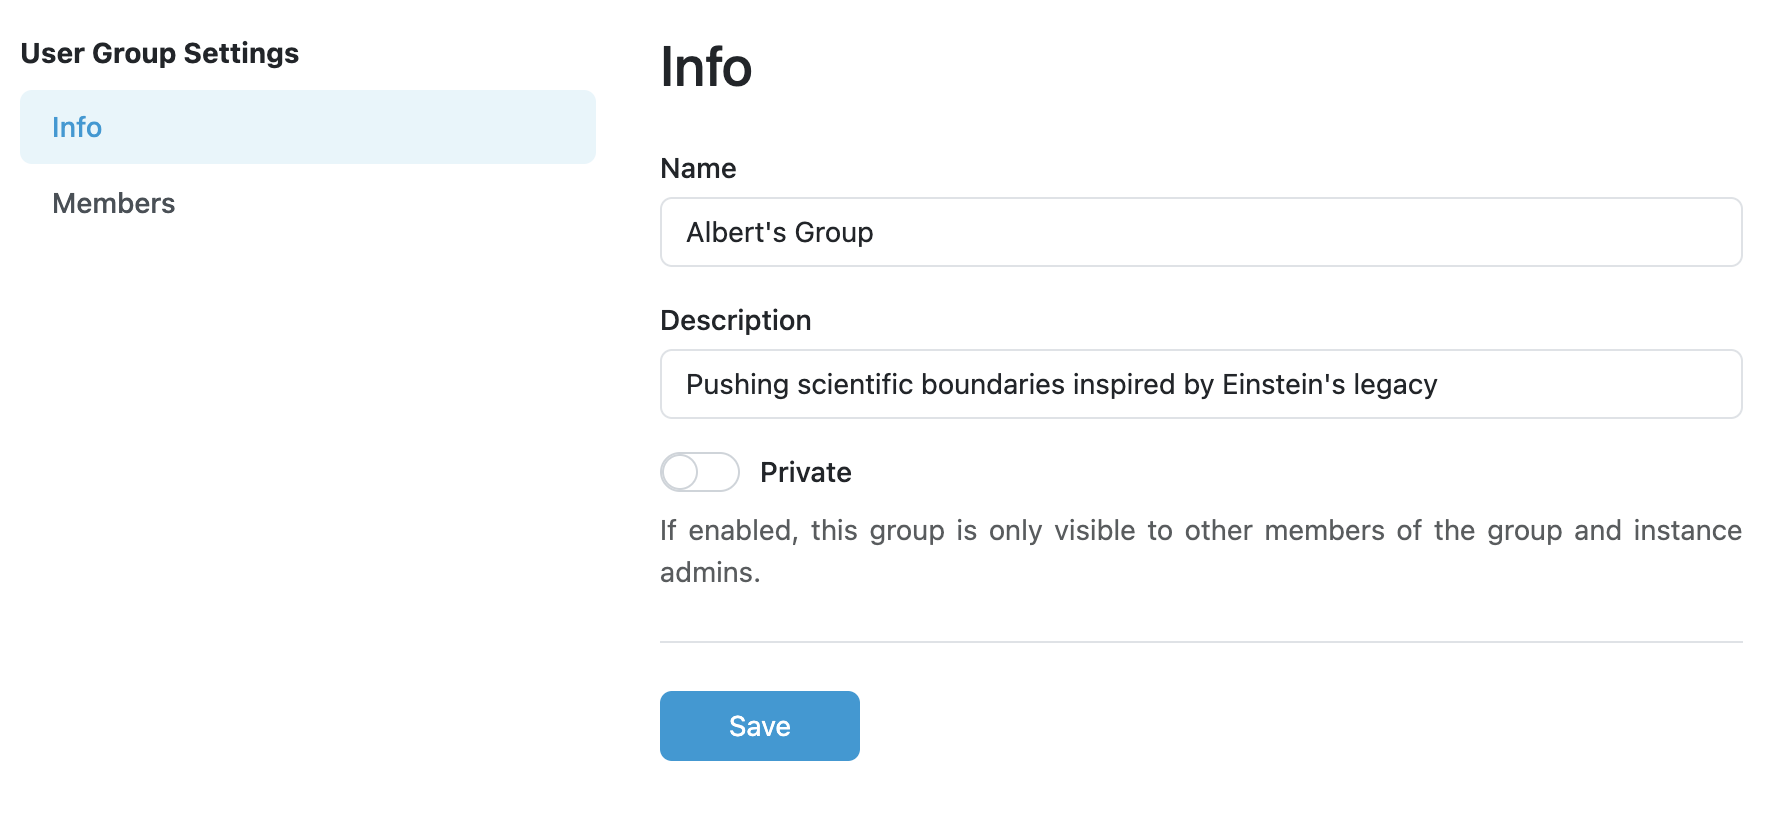 User Group Settings
Info
Members
Info
Name
Albert's Group
Description
Pushing scientific boundaries inspired by Einstein's legacy
Private
If enabled, this group is only visible to other members of the group and instance
admins.
Save